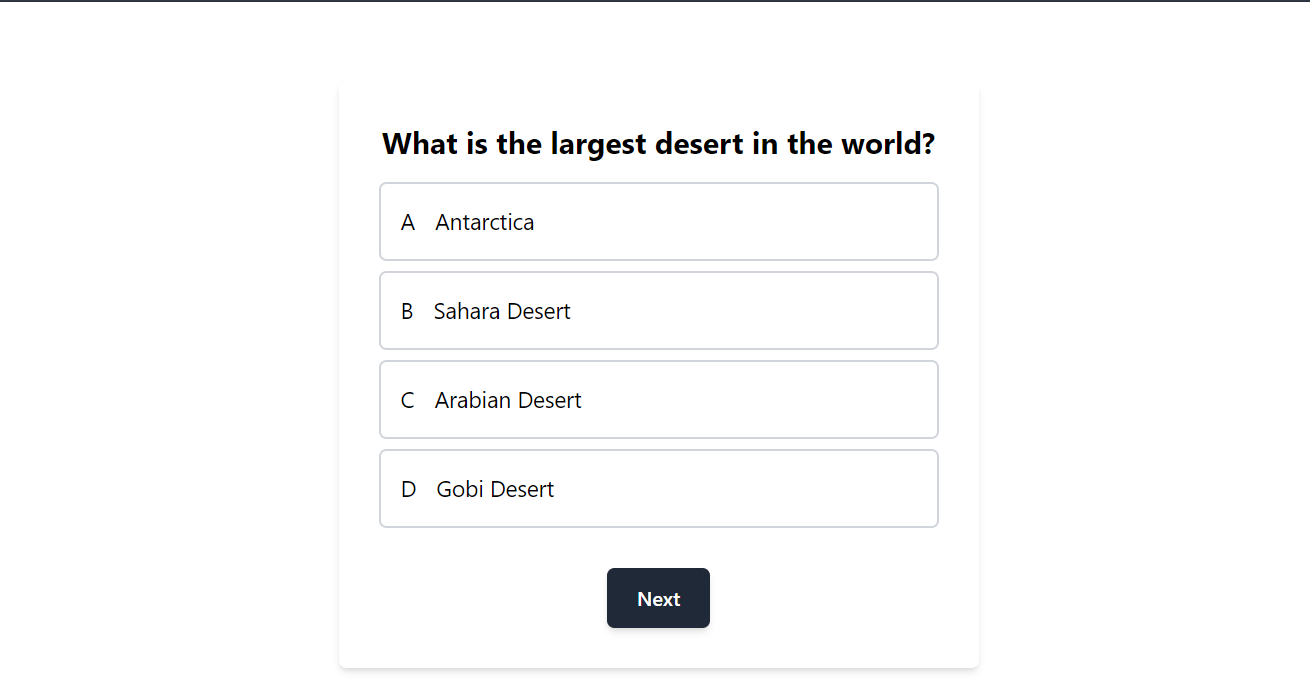 What is the largest desert in the world?
A Antarctica
B Sahara Desert
C Arabian Desert
D Gobi Desert
Next